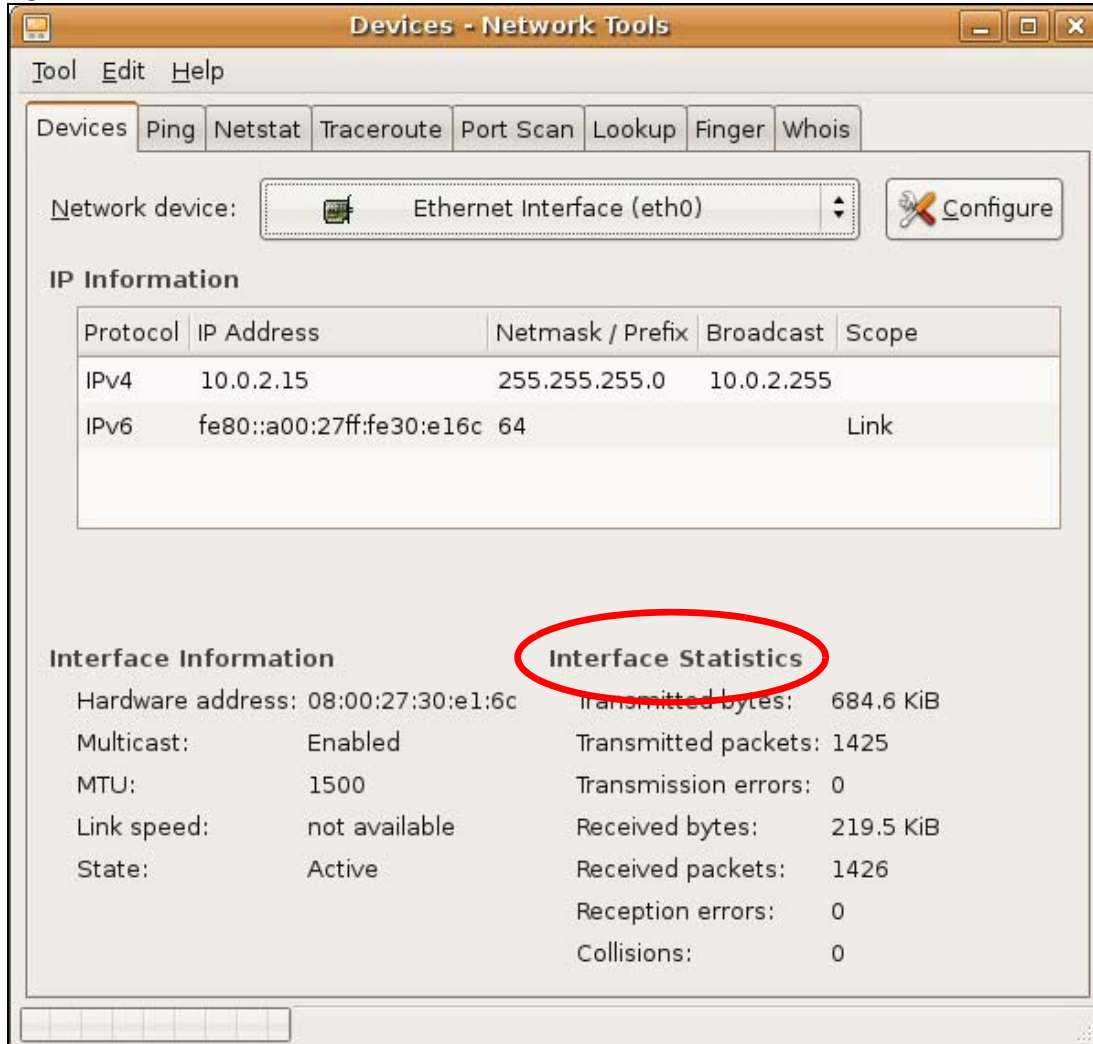 Devices - Network Tools
Tool Edit Help
Devices Ping Netstat Traceroute Port Scan Lookup Finger Whois
Network device: Ethernet Interface (eth0) Configure
IP Information
Protocol IP Address Netmask / Prefix Broadcast Scope
IPv4 10.0.2.15 255.255.255.0 10.0.2.255
IPv6 fe80::a00:27ff:fe30:e16c 64 Link
Interface Information
Hardware address: 08:00:27:30:e1:6c
Multicast: Enabled
MTU: 1500
Link speed: not available
State: Active
Interface Statistics
Transmitted bytes: 684.6 KiB
Transmitted packets: 1425
Transmission errors: 0
Received bytes: 219.5 KiB
Received packets: 1426
Reception errors: 0
Collisions: 0